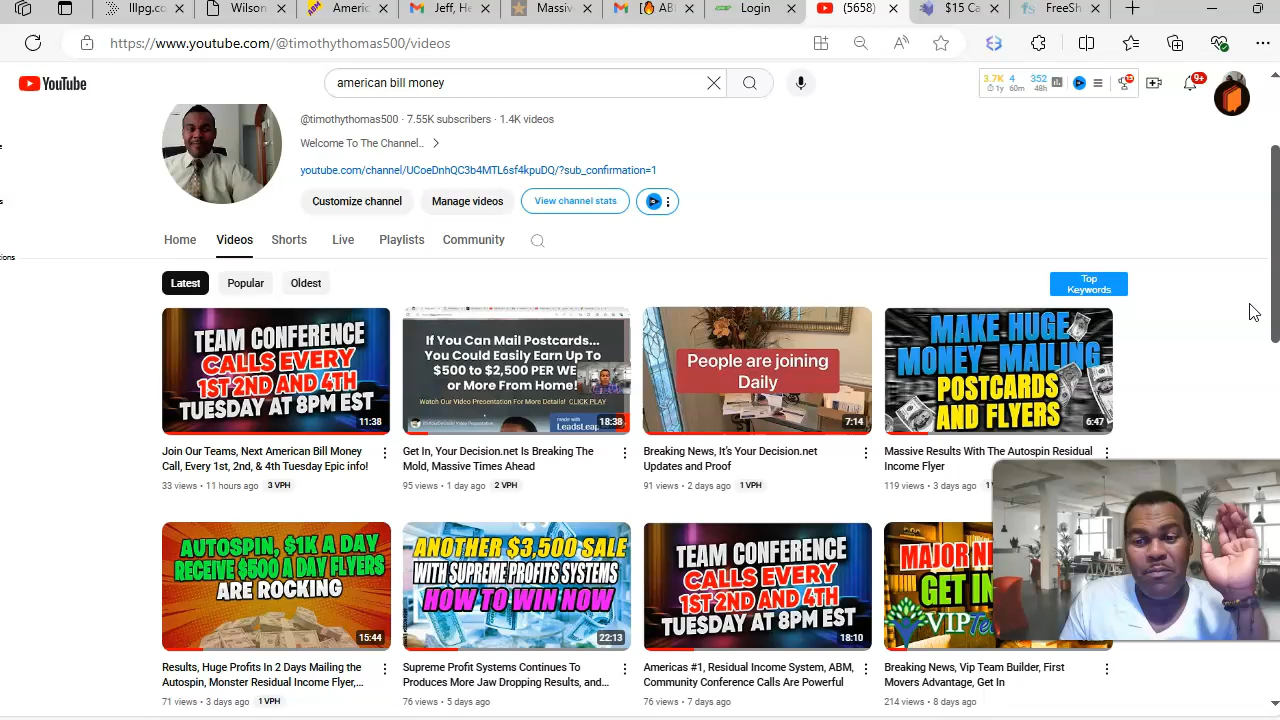 lllpg.cc
Wilson
Americ
Jeff, He
Massiv
[🔥 ABI
Login
(5658)
$15 Ca
FreeSh
https://www.youtube.com/@timothythomas500/videos
YouTube
american bill money
3.7K 4 352
1y 60m 48h
13
9+
@timothythomas500 · 7.55K subscribers · 1.4K videos
Welcome To The Channel..
youtube.com/channel/UCoeDnhQC3b4MTL6sf4kpuDQ/?sub_confirmation=1
Customize channel
Manage videos
View channel stats
Home
Videos
Shorts
Live
Playlists
Community
ions
Latest
Popular
Oldest
Top
Keywords
TEAM CONFERENCE
CALLS EVERY
1ST 2ND AND 4TH
TUESDAY AT 8PM EST
11:38
If You Can Mail Postcards...
You Could Easily Earn Up To
$500 to $2,500 PER WE
or More From Home!
Watch Our Video Presentation For More Details! CLICK PLAY
made with
LeadsLeap
18:38
People are joining
Daily
7:14
MAKE HUGE
MONEY MAILING
POSTCARDS
AND FLYERS
6:47
Join Our Teams, Next American Bill Money
Call, Every 1st, 2nd, & 4th Tuesday Epic info!
33 views · 11 hours ago
3 VPH
Get In, Your Decision.net Is Breaking The
Mold, Massive Times Ahead
95 views · 1 day ago
2 VPH
Breaking News, It's Your Decision.net
Updates and Proof
91 views · 2 days ago
1 VPH
Massive Results With The Autospin Residual
Income Flyer
119 views · 3 days ago
AUTOSPIN, $1K A DAY
RECEIVE $500 A DAY FLYERS
ARE ROCKING
15:44
ANOTHER $3,500 SALE
WITH SUPREME PROFITS SYSTEMS
HOW TO WIN NOW
22:13
TEAM CONFERENCE
CALLS EVERY
1ST 2ND AND 4TH
TUESDAY AT 8PM EST
18:10
MAJOR NE
GET IN
VIPTe
Results, Huge Profits In 2 Days Mailing the
Autospin, Monster Residual Income Flyer,...
71 views · 3 days ago
1 VPH
Supreme Profit Systems Continues To
Produces More Jaw Dropping Results, and...
76 views · 5 days ago
Americas #1, Residual Income System, ABM,
Community Conference Calls Are Powerful
76 views · 7 days ago
Breaking News, Vip Team Builder, First
Movers Advantage, Get In
214 views · 8 days ago